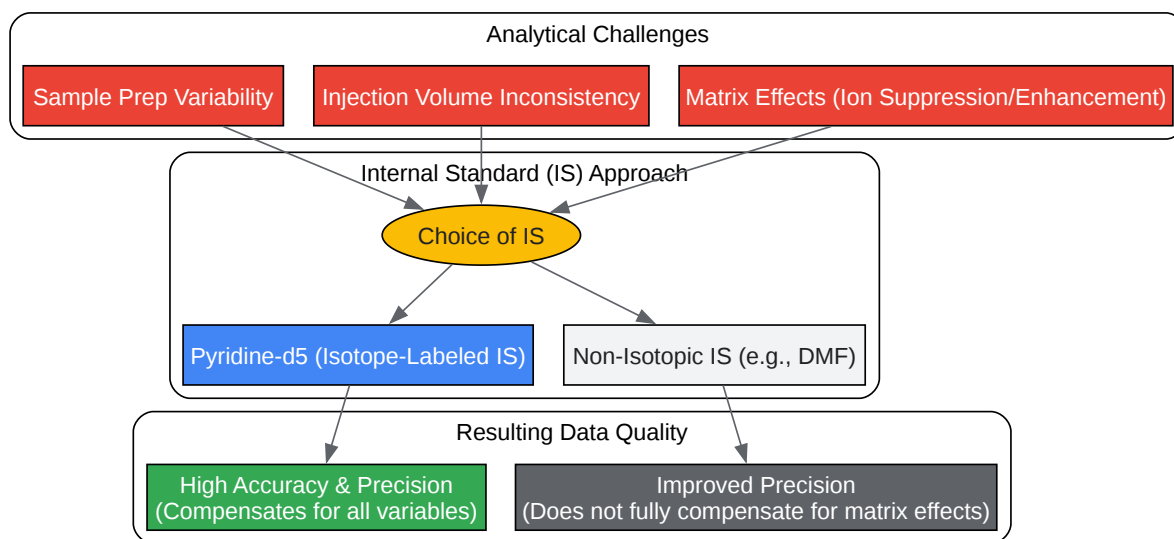 Analytical Challenges
Sample Prep Variability
Injection Volume Inconsistency
Matrix Effects (Ion Suppression/Enhancement)
Internal Standard (IS) Approach
Choice of IS
Pyridine-d5 (Isotope-Labeled IS)
Non-Isotopic IS (e.g., DMF)
Resulting Data Quality
High Accuracy & Precision
(Compensates for all variables)
Improved Precision
(Does not fully compensate for matrix effects)